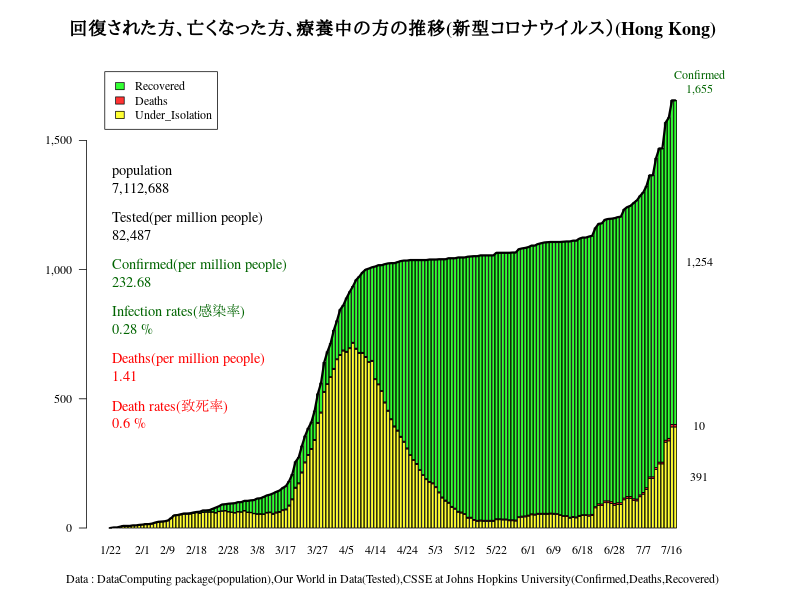 回復された方、亡くなった方、療養中の方の推移(新型コロナウイルス）(Hong Kong)
Confirmed
1,655
Recovered
Deaths
Under_Isolation
1,500
population
7,112,688
Tested(per million people)
82,487
Confirmed(per million people)
232.68
1,254
1,000
Infection rates(感染率)
0.28 %
Deaths(per million people)
1.41
500
Death rates(致死率)
0.6 %
10
391
0
1/22 2/1 2/9 2/18 2/28 3/8 3/17 3/27 4/5 4/14 4/24 5/3 5/12 5/22 6/1 6/9 6/18 6/28 7/7 7/16
Data : DataComputing package(population),Our World in Data(Tested),CSSE at Johns Hopkins University(Confirmed,Deaths,Recovered)